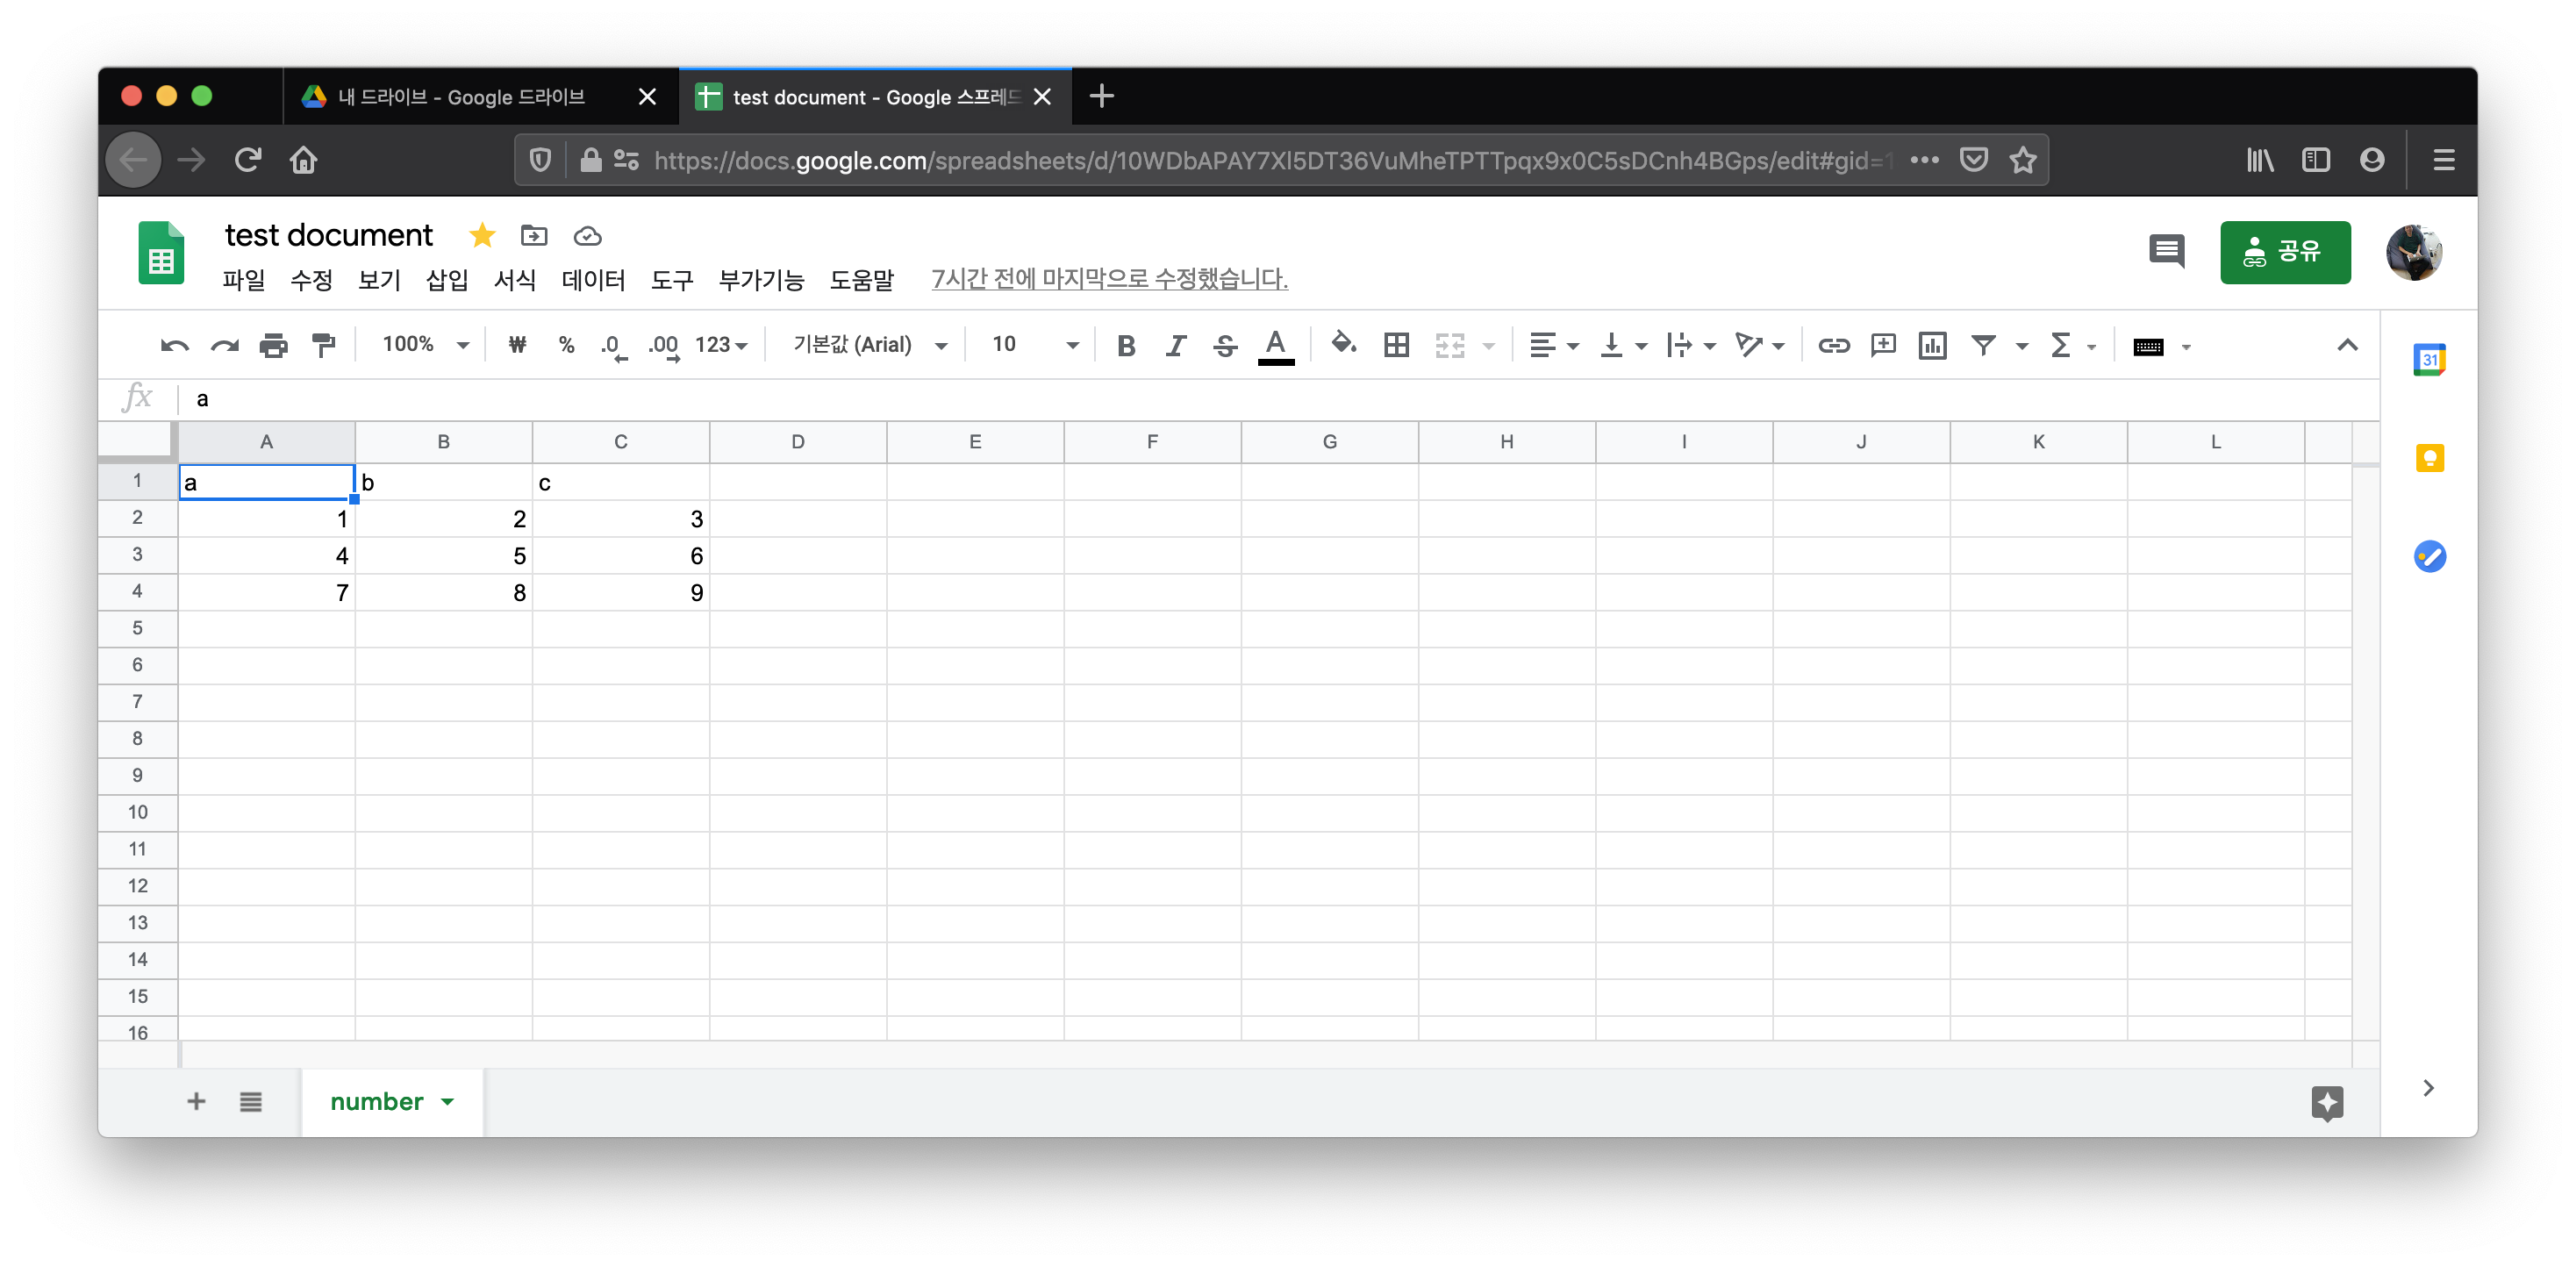 내 드라이브 - Google 드라이브
test document - Google 스프레드
https://docs.google.com/spreadsheets/d/10WDbAPAY7Xl5DT36VuMheTPTTpqx9x0C5sDCnh4BGps/edit#gid=1
test document
파일 수정 보기 삽입 서식 데이터 도구 부가기능 도움말 7시간 전에 마지막으로 수정했습니다.
공유
100% ₩ % .0 .00 123 기본값 (Arial) 10 B I S A Σ
31
fx a
A B C D E F G H I J K L
1 a b c
2 1 2 3
3 4 5 6
4 7 8 9
5
6
7
8
9
10
11
12
13
14
15
16
+ number